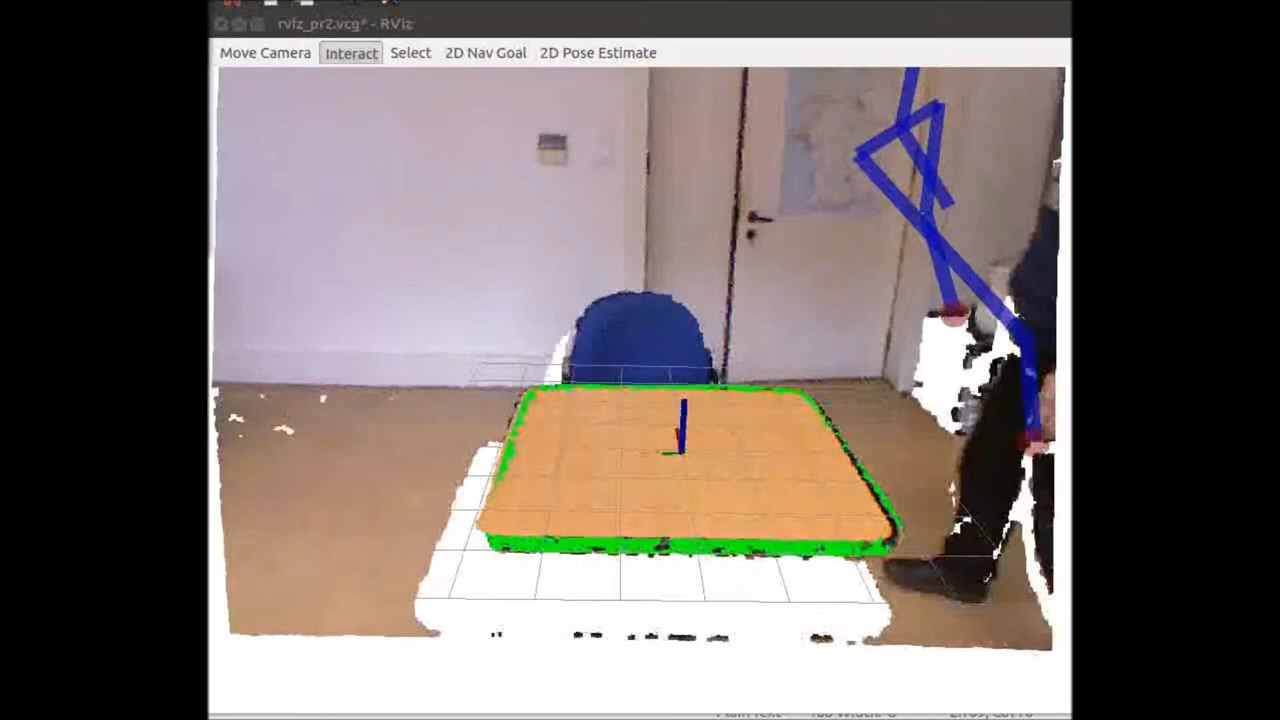 rviz_pr2.vcg* - RViz
Move Camera Interact Select 2D Nav Goal 2D Pose Estimate